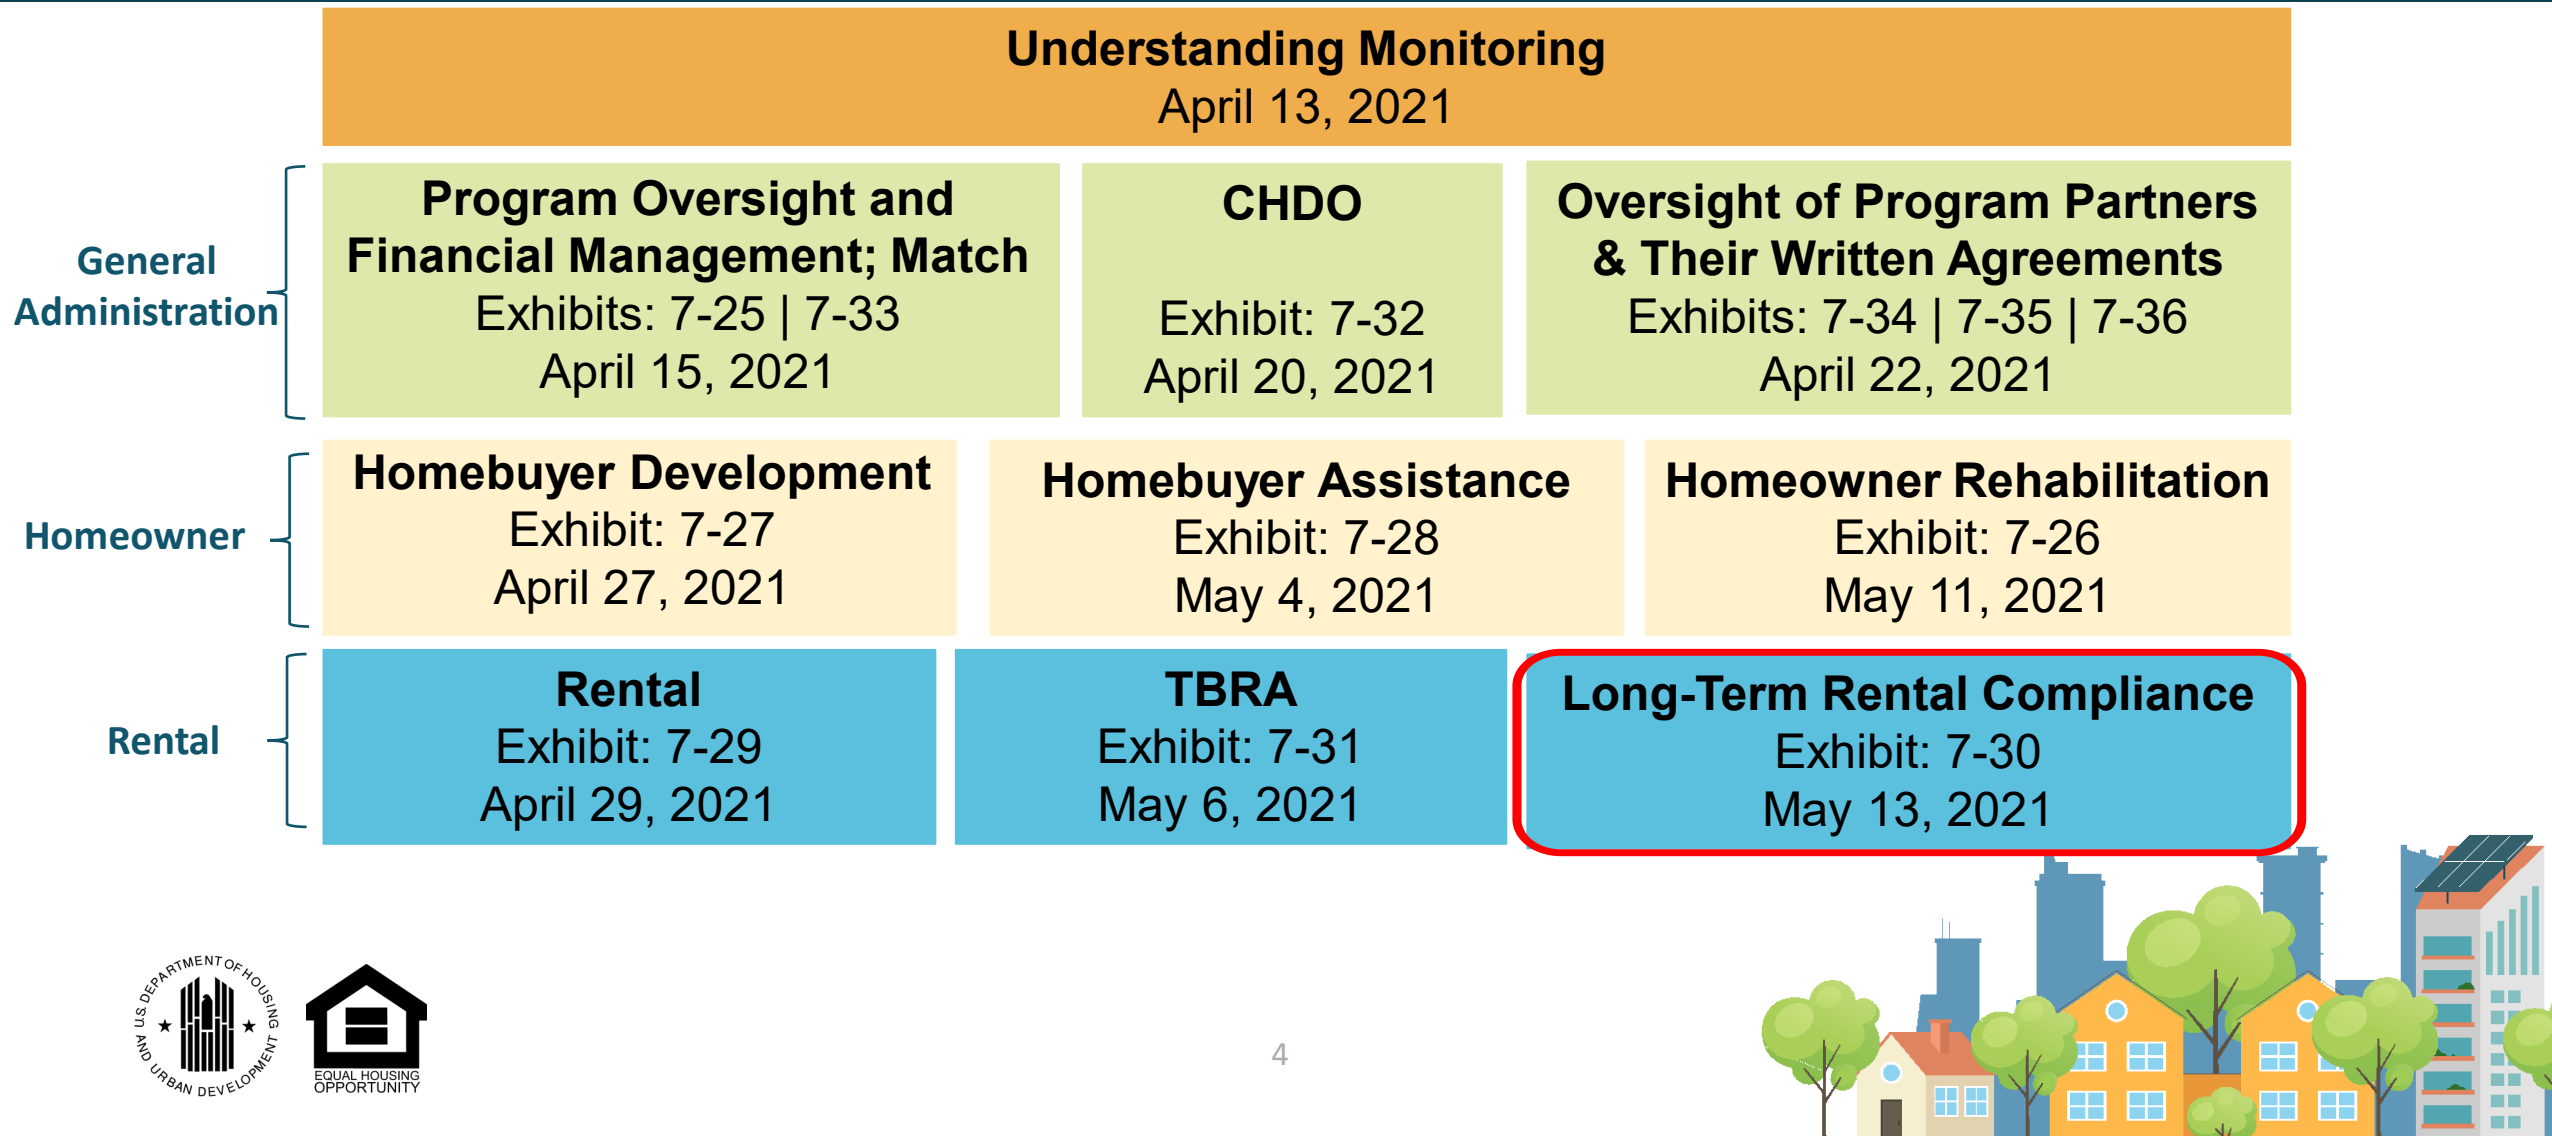 Understanding Monitoring
April 13, 2021
General
Administration
Program Oversight and
Financial Management; Match
Exhibits: 7-25 | 7-33
April 15, 2021
CHDO
Exhibit: 7-32
April 20, 2021
Oversight of Program Partners
& Their Written Agreements
Exhibits: 7-34 | 7-35 | 7-36
April 22, 2021
Homeowner
Homebuyer Development
Exhibit: 7-27
April 27, 2021
Homebuyer Assistance
Exhibit: 7-28
May 4, 2021
Homeowner Rehabilitation
Exhibit: 7-26
May 11, 2021
Rental
Rental
Exhibit: 7-29
April 29, 2021
TBRA
Exhibit: 7-31
May 6, 2021
Long-Term Rental Compliance
Exhibit: 7-30
May 13, 2021
U.S. DEPARTMENT OF HOUSING
AND URBAN DEVELOPMENT
EQUAL HOUSING
OPPORTUNITY
4